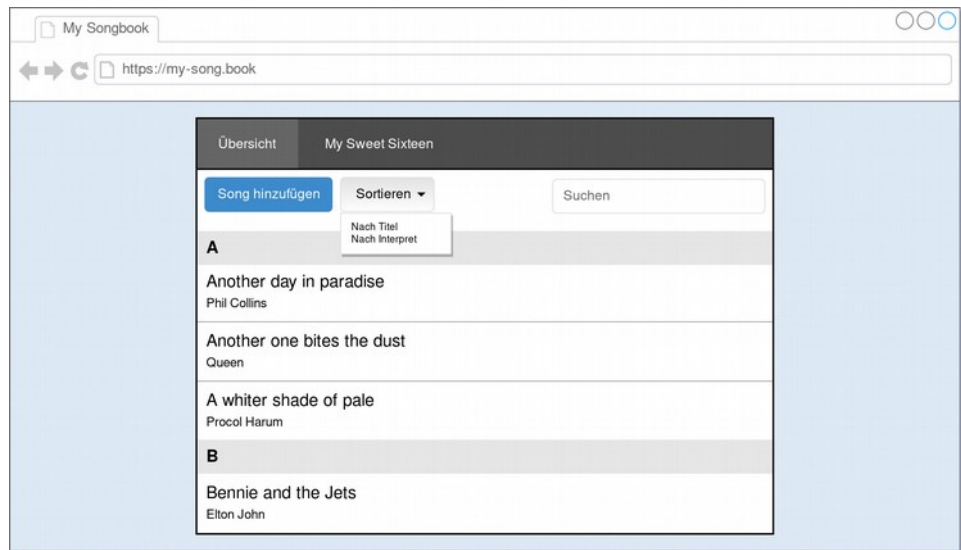 My Songbook
https://my-song.book
Übersicht My Sweet Sixteen
Song hinzufügen Sortieren Suchen
Nach Titel
Nach Interpret
A
Another day in paradise
Phil Collins
Another one bites the dust
Queen
A whiter shade of pale
Procol Harum
B
Bennie and the Jets
Elton John